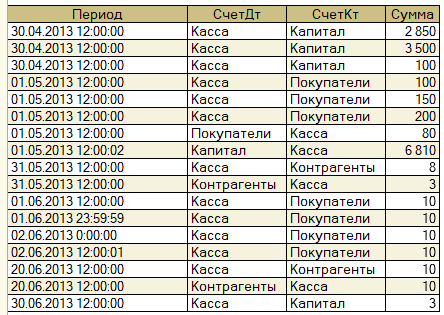 Период СчетДт СчетКт Сумма
30.04.2013 12:00:00 Касса Капитал 2 850
30.04.2013 12:00:00 Касса Капитал 3 500
30.04.2013 12:00:00 Касса Капитал 100
01.05.2013 12:00:00 Касса Покупатели 100
01.05.2013 12:00:00 Касса Покупатели 150
01.05.2013 12:00:00 Касса Покупатели 200
01.05.2013 12:00:00 Покупатели Касса 80
01.05.2013 12:00:02 Капитал Касса 6 810
31.05.2013 12:00:00 Касса Контрагенты 8
31.05.2013 12:00:00 Контрагенты Касса 3
01.06.2013 12:00:00 Касса Покупатели 10
01.06.2013 23:59:59 Касса Покупатели 10
02.06.2013 0:00:00 Касса Покупатели 10
02.06.2013 12:00:01 Касса Покупатели 10
20.06.2013 12:00:00 Касса Контрагенты 10
20.06.2013 12:00:00 Контрагенты Касса 10
30.06.2013 12:00:00 Касса Капитал 3